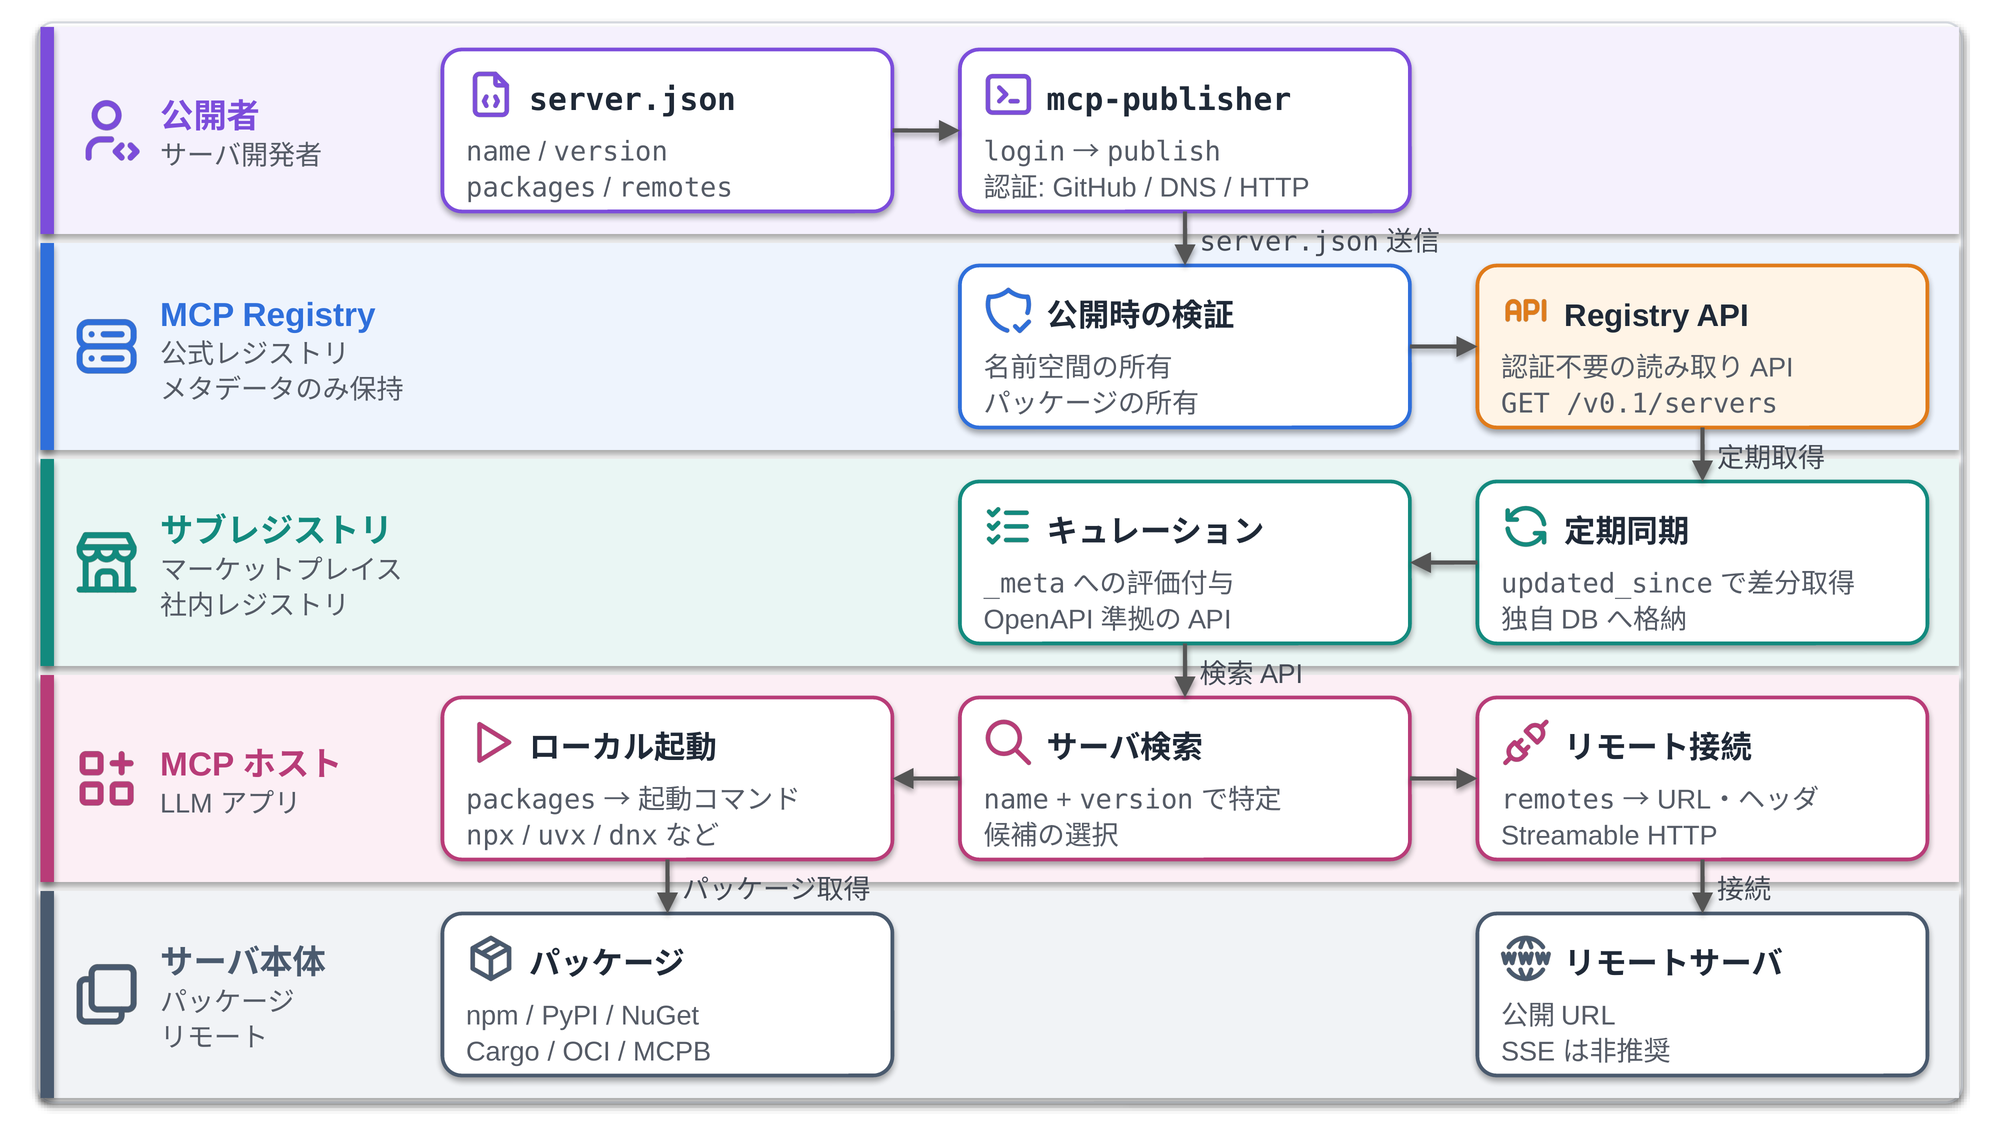 公開者
サーバ開発者
server.json
name / version
packages / remotes
mcp-publisher
login → publish
認証: GitHub / DNS / HTTP
server.json 送信
MCP Registry
公式レジストリ
メタデータのみ保持
公開時の検証
名前空間の所有
パッケージの所有
API
Registry API
認証不要の読み取り API
GET /v0.1/servers
定期取得
サブレジストリ
マーケットプレイス
社内レジストリ
キュレーション
_meta への評価付与
OpenAPI 準拠の API
定期同期
updated_since で差分取得
独自 DB へ格納
検索 API
MCP ホスト
LLM アプリ
ローカル起動
packages → 起動コマンド
npx / uvx / dnx など
サーバ検索
name + version で特定
候補の選択
リモート接続
remotes → URL・ヘッダ
Streamable HTTP
パッケージ取得
接続
サーバ本体
パッケージ
リモート
パッケージ
npm / PyPI / NuGet
Cargo / OCI / MCPB
WWW
リモートサーバ
公開 URL
SSE は非推奨